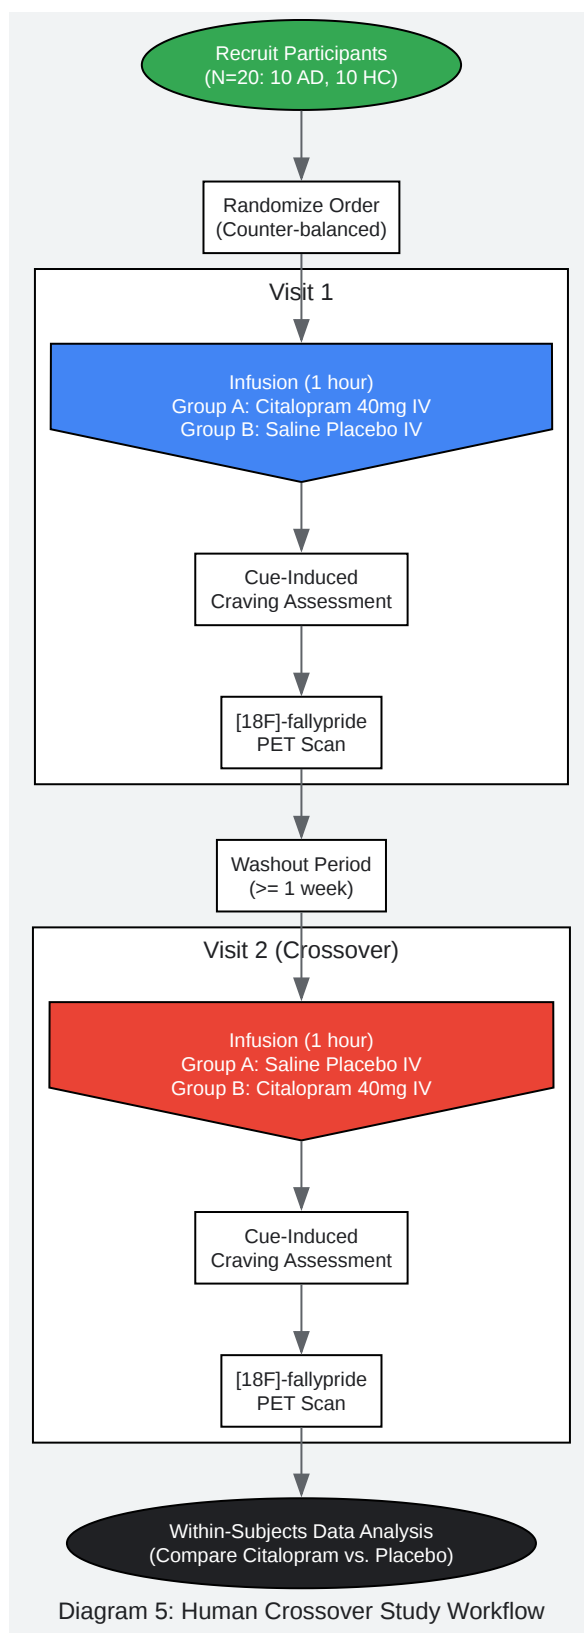 Recruit Participants
(N=20: 10 AD, 10 HC)
Randomize Order
(Counter-balanced)
Visit 1
Infusion (1 hour)
Group A: Citalopram 40mg IV
Group B: Saline Placebo IV
Cue-Induced
Craving Assessment
[18F]-fallypride
PET Scan
Washout Period
(>= 1 week)
Visit 2 (Crossover)
Infusion (1 hour)
Group A: Saline Placebo IV
Group B: Citalopram 40mg IV
Cue-Induced
Craving Assessment
[18F]-fallypride
PET Scan
Within-Subjects Data Analysis
(Compare Citalopram vs. Placebo)
Diagram 5: Human Crossover Study Workflow